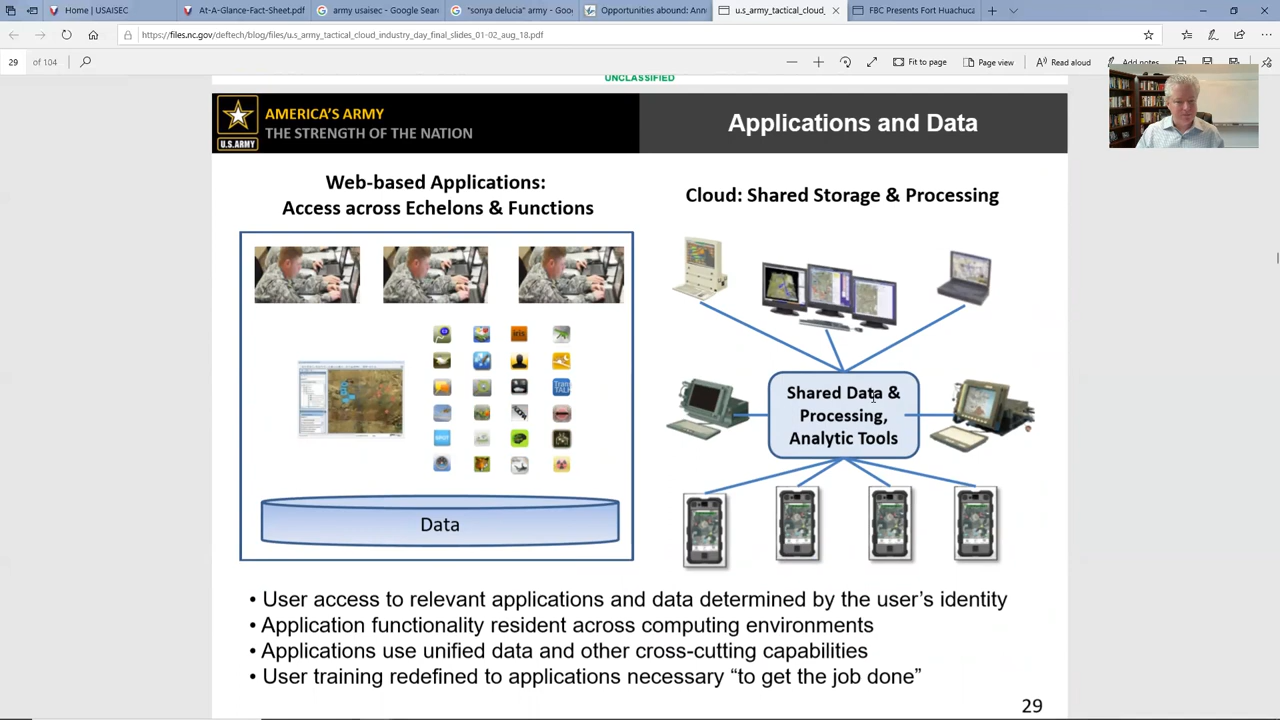 Home | USAISEC
At-A-Glance-Fact-Sheet.pdf
army usaisec - Google Sear
"sonya delucia" army - Goo
Opportunities abound: Ann
u.s_army_tactical_cloud_
FBC Presents Fort Huachuca
https://files.nc.gov/deftech/blog/files/u.s_army_tactical_cloud_industry_day_final_slides_01-02_aug_18.pdf
29 of 104
Fit to page
Page view
Read aloud
Add notes
UNCLASSIFIED
AMERICA'S ARMY
THE STRENGTH OF THE NATION
U.S.ARMY
Applications and Data
Web-based Applications:
Access across Echelons & Functions
Data
Cloud: Shared Storage & Processing
Shared Data &
Processing,
Analytic Tools
• User access to relevant applications and data determined by the user's identity
• Application functionality resident across computing environments
• Applications use unified data and other cross-cutting capabilities
• User training redefined to applications necessary “to get the job done”
29